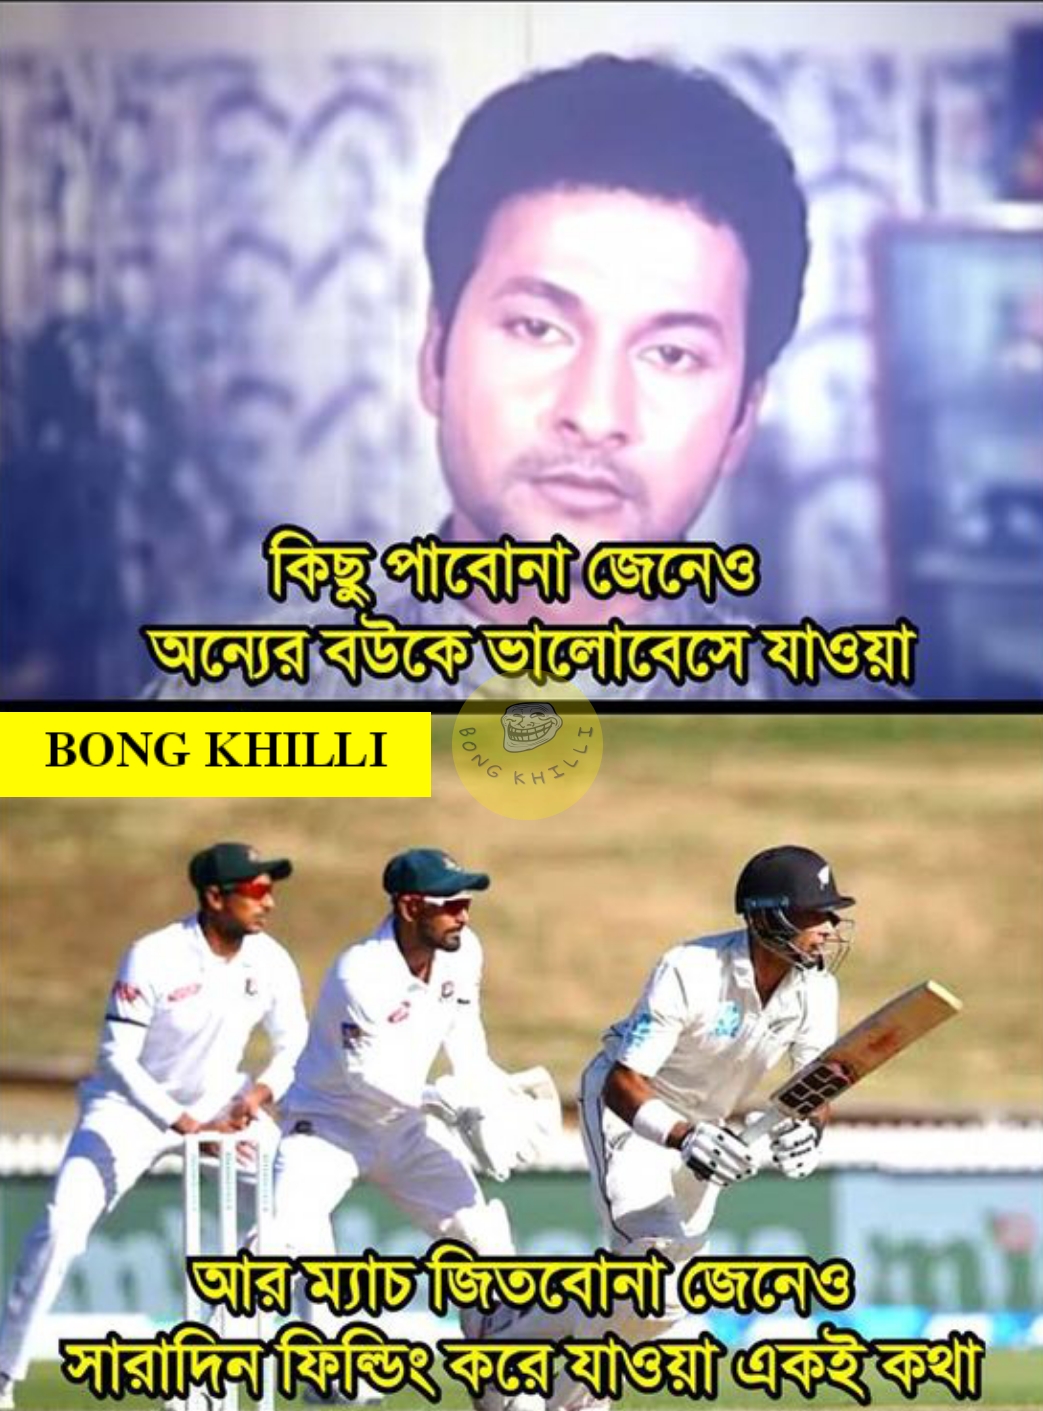 কিছু পাবোনা জেনেও
অন্যের বউকে ভালোবেসে যাওয়া
BONG KHILLI
BONG KHILLI
আর ম্যাচ জিতবোনা জেনেও
সারাদিন ফিল্ডিং করে যাওয়া একই কথা